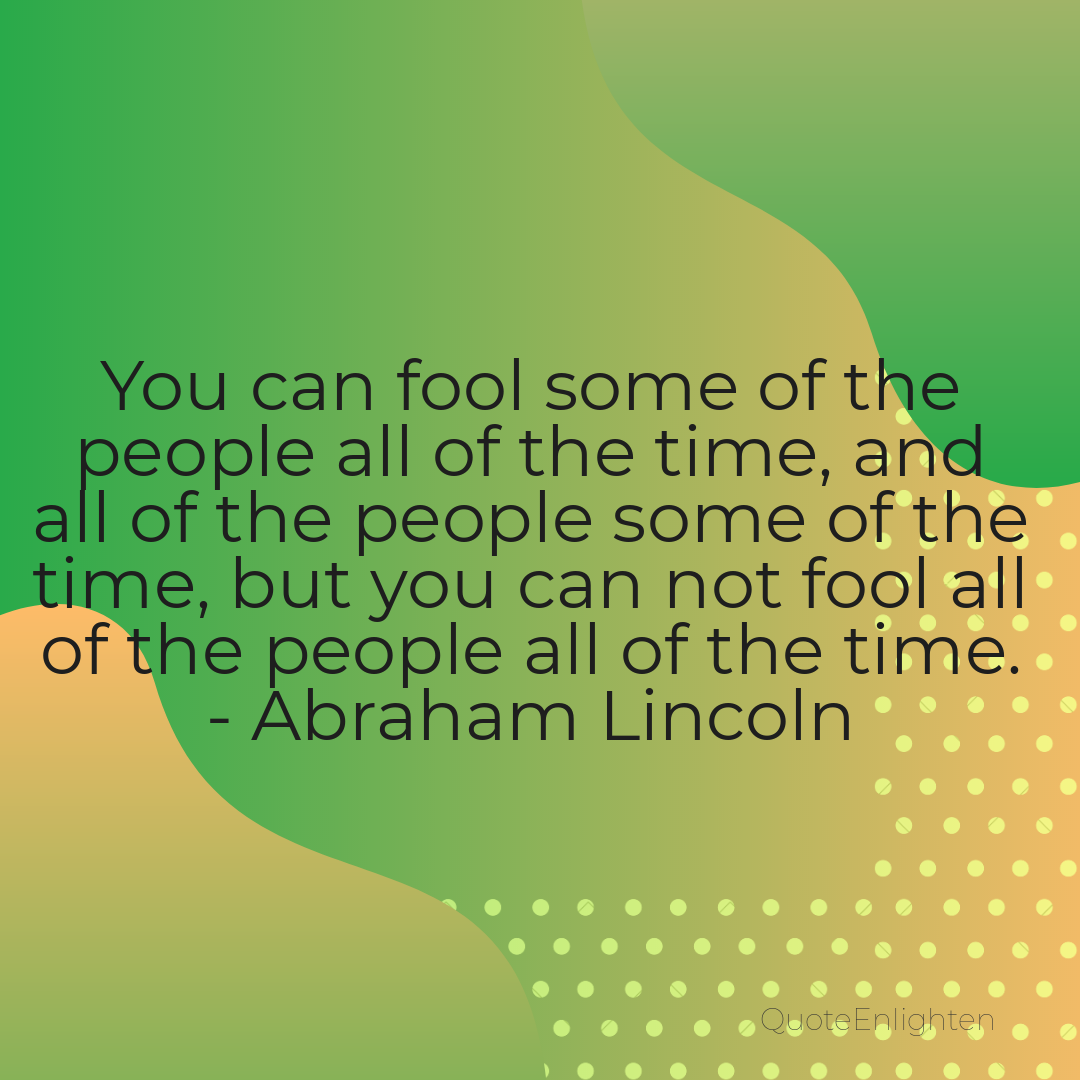 You can fool some of the
people all of the time, and
all of the people some of the
time, but you can not fool all
of the people all of the time.
- Abraham Lincoln
QuoteEnlighten